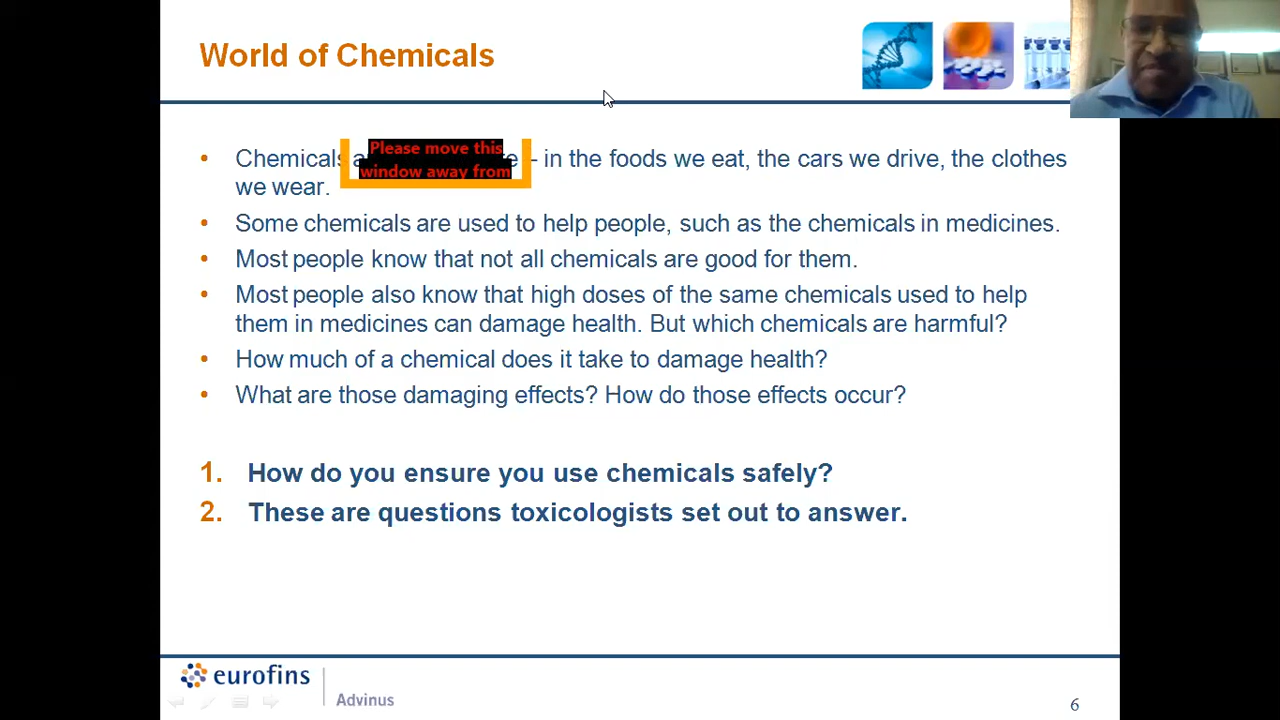 World of Chemicals
• Chemicals – in the foods we eat, the cars we drive, the clothes
Please move this
window away from
we wear.
• Some chemicals are used to help people, such as the chemicals in medicines.
• Most people know that not all chemicals are good for them.
• Most people also know that high doses of the same chemicals used to help
them in medicines can damage health. But which chemicals are harmful?
• How much of a chemical does it take to damage health?
• What are those damaging effects? How do those effects occur?
1. How do you ensure you use chemicals safely?
2. These are questions toxicologists set out to answer.
eurofins
Advinus
6